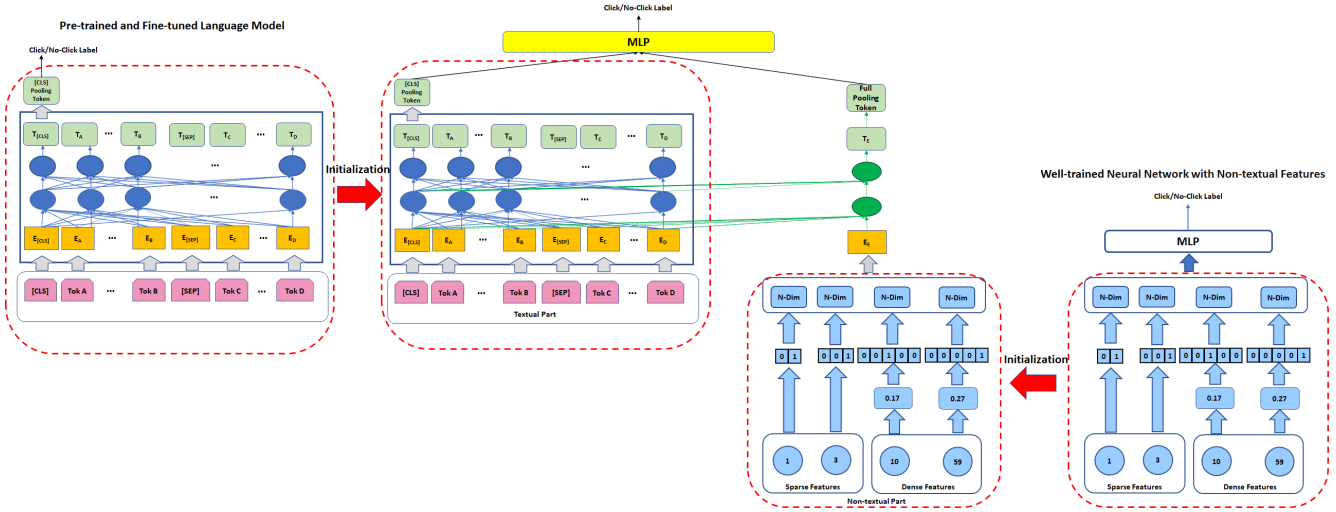 Pre-trained and Fine-tuned Language Model
Click/No-Click Label
[CLS]
Pooling
Token
T[CLS] TA ... TB T[SEP] TC ... TD
...
...
E[CLS] EA ... EB E[SEP] EC ... ED
[CLS] Tok A ... Tok B [SEP] Tok C ... Tok D
Initialization
Click/No-Click Label
MLP
[CLS]
Pooling
Token
T[CLS] TA ... TB T[SEP] TC ... TD
...
...
E[CLS] EA ... EB E[SEP] EC ... ED
[CLS] Tok A ... Tok B [SEP] Tok C ... Tok D
Textual Part
Full
Pooling
Token
TE
EE
N-Dim N-Dim N-Dim N-Dim
0 1 0 0 1 0 0 1 0 0 0 0 0 0 1
0.17 0.27
1 3 10 59
Sparse Features Dense Features
Non-textual Part
Initialization
Well-trained Neural Network with Non-textual Features
Click/No-Click Label
MLP
N-Dim N-Dim N-Dim N-Dim
0 1 0 0 1 0 0 1 0 0 0 0 0 0 1
0.17 0.27
1 3 10 59
Sparse Features Dense Features